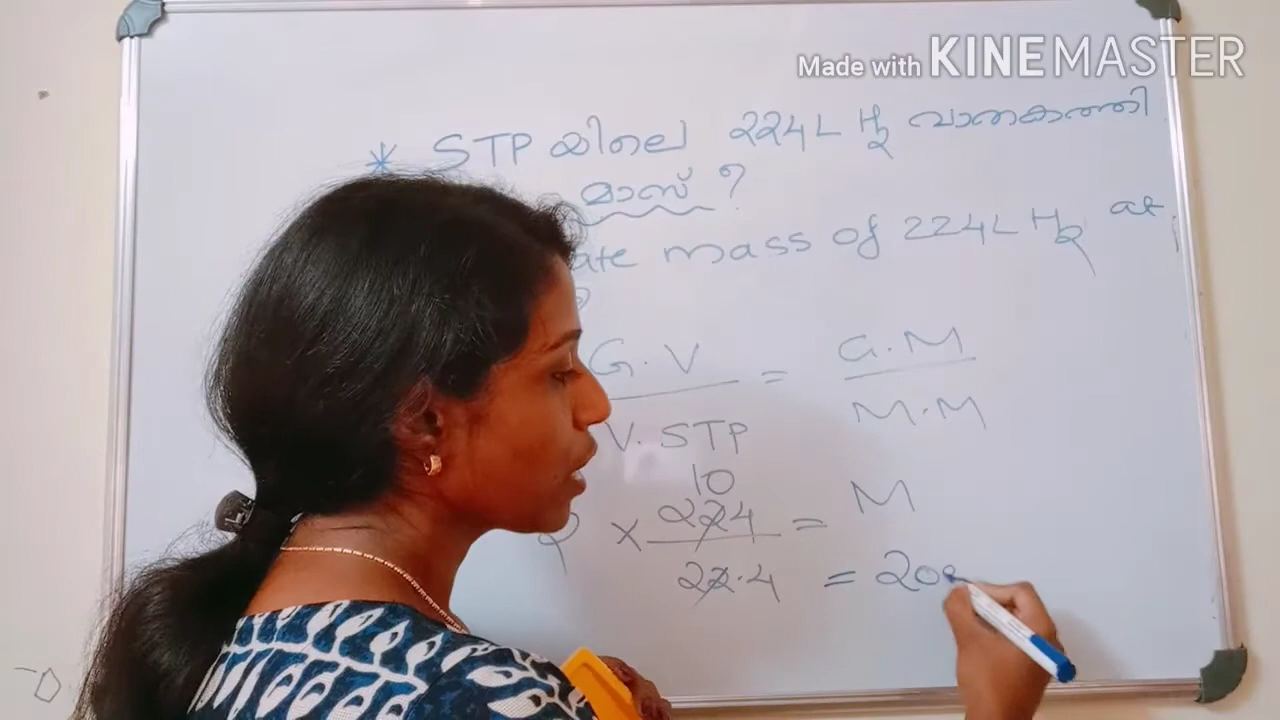 Made with KINEMASTER
* STP യിലെ 224L H2 വാതകത്തി
മാസ് ?
ate mass of 224L H2 at
G.V = G.M
V. STP M.M
10
2 × 224 = M
22.4 = 20g